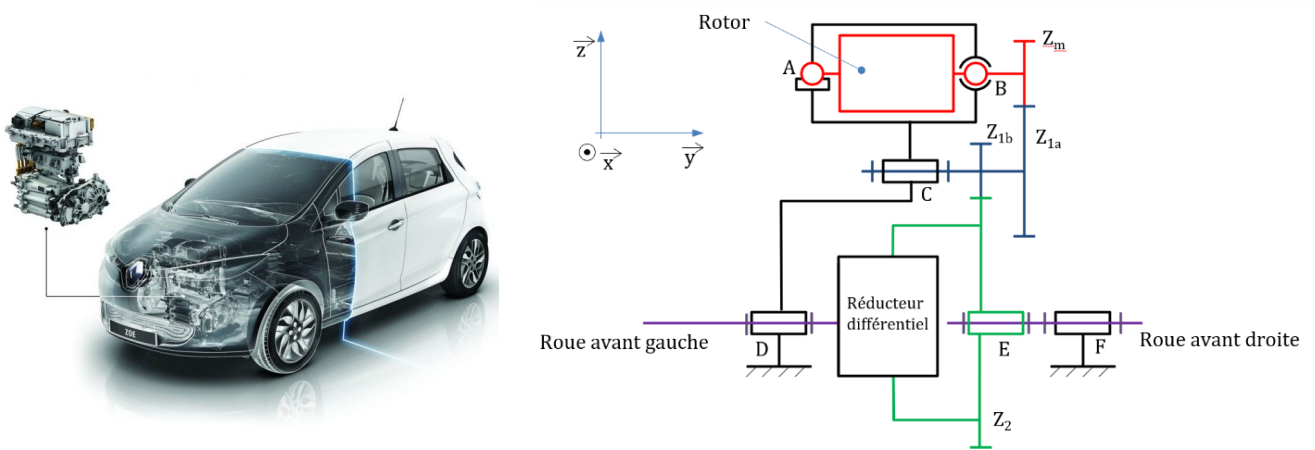 ZOE
Rotor
z
x
y
A
B
Zm
Z1b
Z1a
C
Réducteur
différentiel
Roue avant gauche
D
E
F
Roue avant droite
Z2